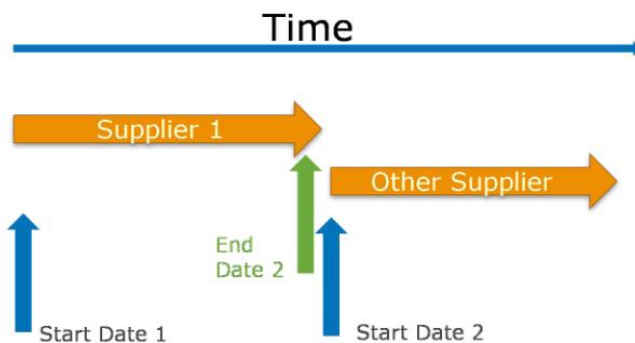 Time
Supplier 1
Other Supplier
End
Date 2
Start Date 1
Start Date 2